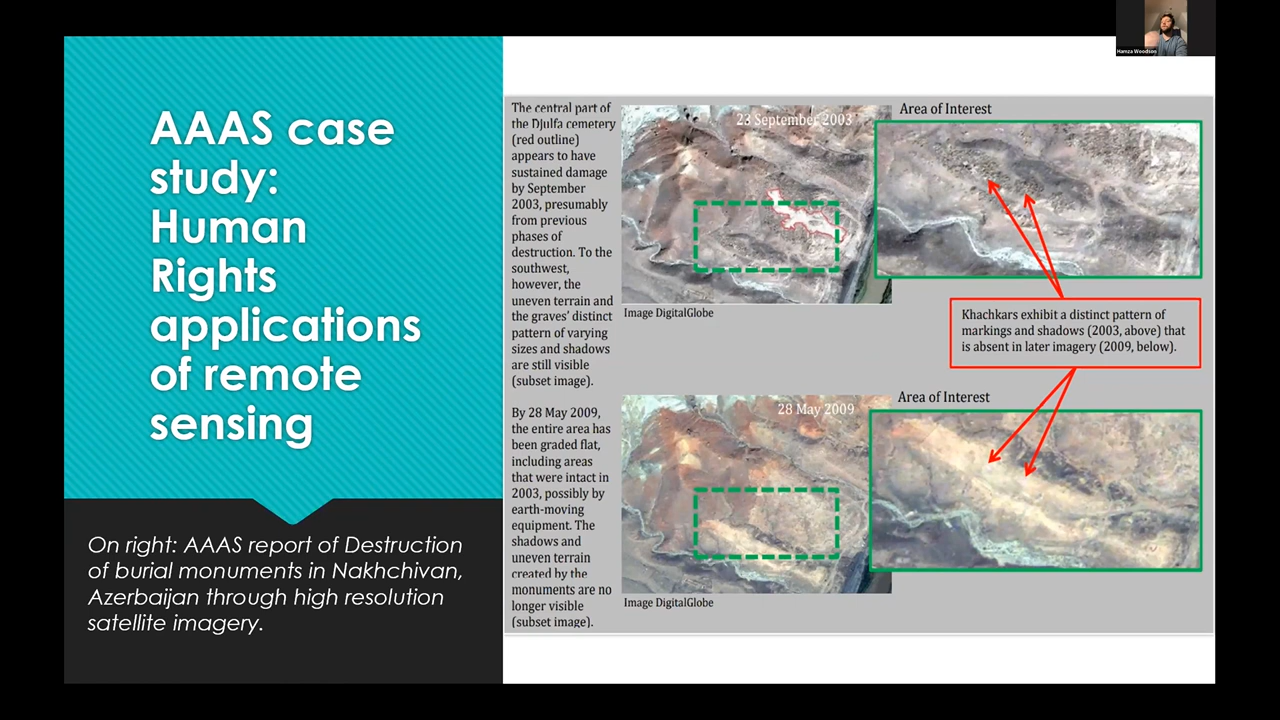 AAAS case
study:
Human
Rights
applications
of remote
sensing
On right: AAAS report of Destruction
of burial monuments in Nakhchivan,
Azerbaijan through high resolution
satellite imagery.
The central part of
the Djulfa cemetery
(red outline)
appears to have
sustained damage
by September
2003, presumably
from previous
phases of
destruction. To the
southwest,
however, the
uneven terrain and
the graves' distinct
pattern of varying
sizes and shadows
are still visible
(subset image).
By 28 May 2009,
the entire area has
been graded flat,
including areas
that were intact in
2003, possibly by
earth-moving
equipment. The
shadows and
uneven terrain
created by the
monuments are no
longer visible
(subset image).
23 September 2003
Image DigitalGlobe
Area of Interest
Khachkars exhibit a distinct pattern of
markings and shadows (2003, above) that
is absent in later imagery (2009, below).
28 May 2009
Image DigitalGlobe
Area of Interest
Hamza Woodson